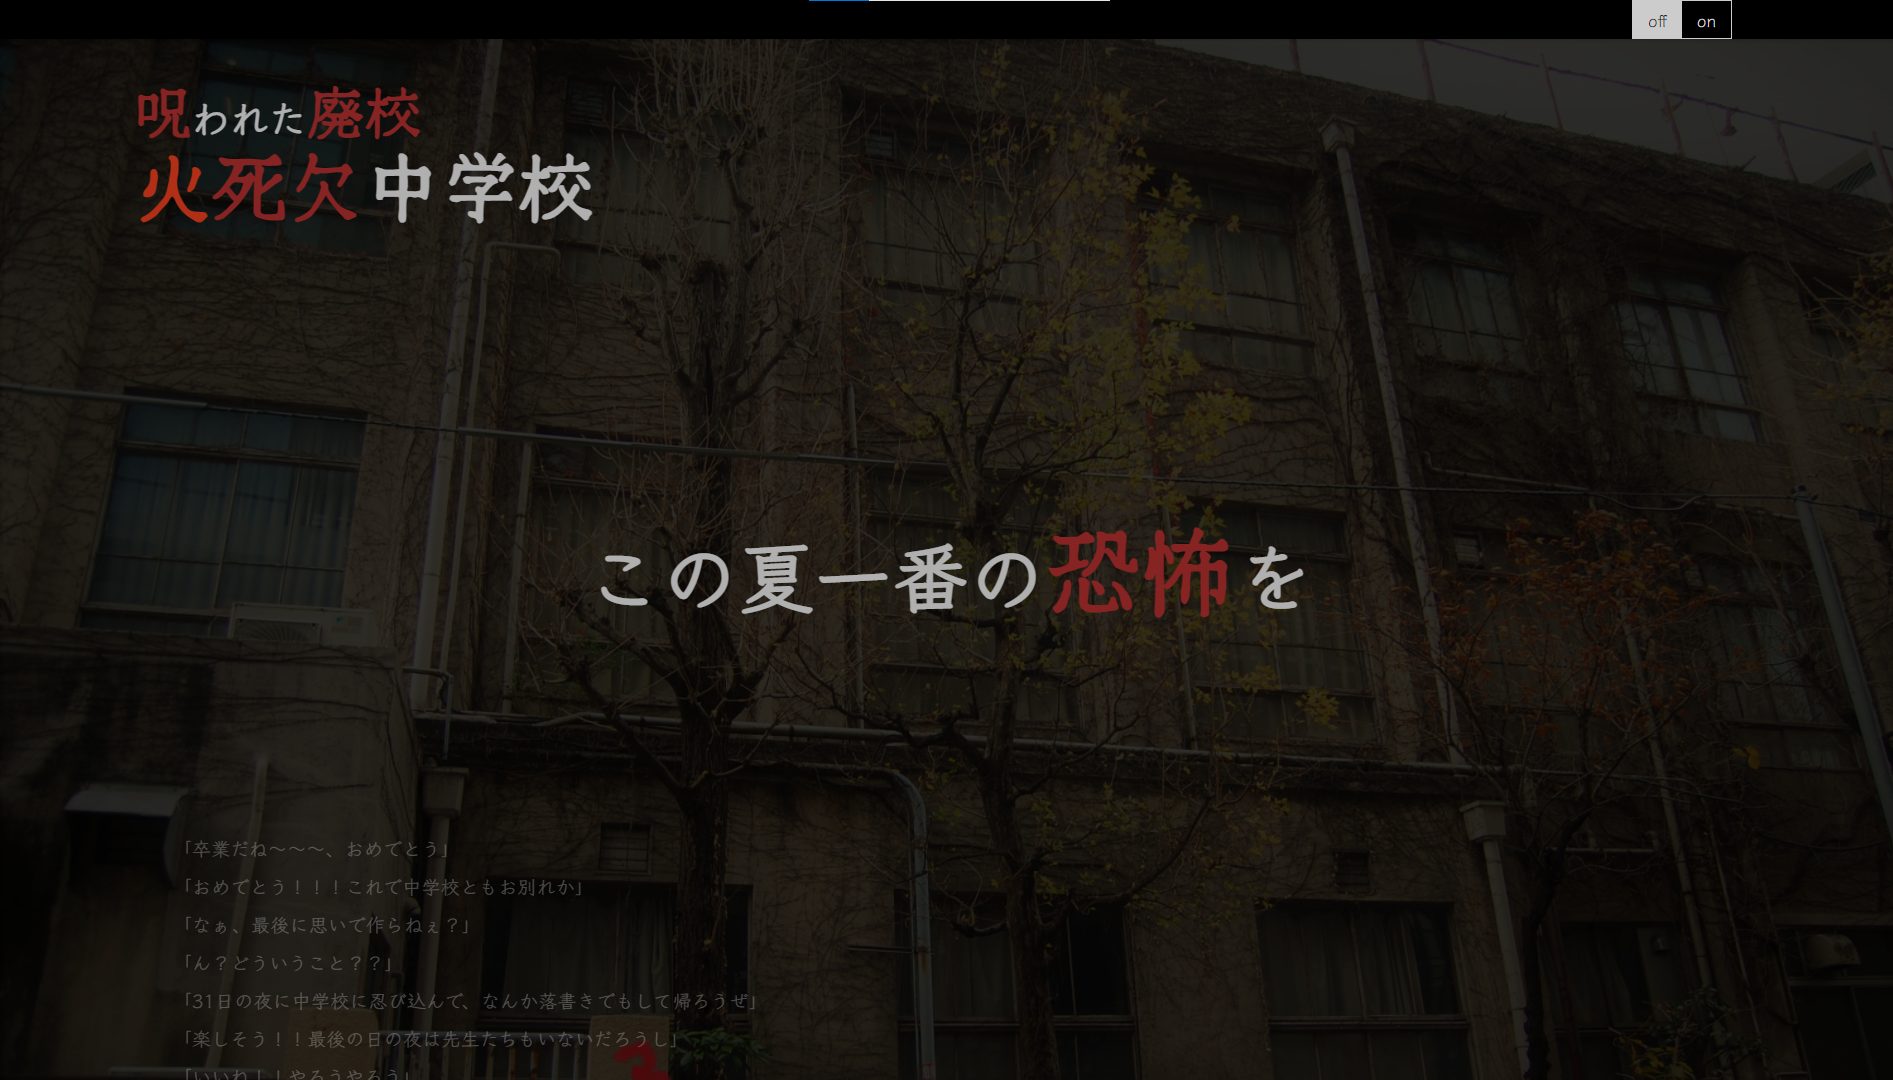 off on
呪われた廃校
火死欠中学校
この夏一番の恐怖を
「卒業だね～～～、おめでとう」
「おめでとう！！！これで中学校ともお別れか」
「なぁ、最後に思いで作らねぇ？」
「ん？どういうこと？？」
「31日の夜に中学校に忍び込んで、なんか落書きでもして帰ろうぜ」
「楽しそう！！最後の日の夜は先生たちもいないだろうし」
「いいね！！やろうやろう」